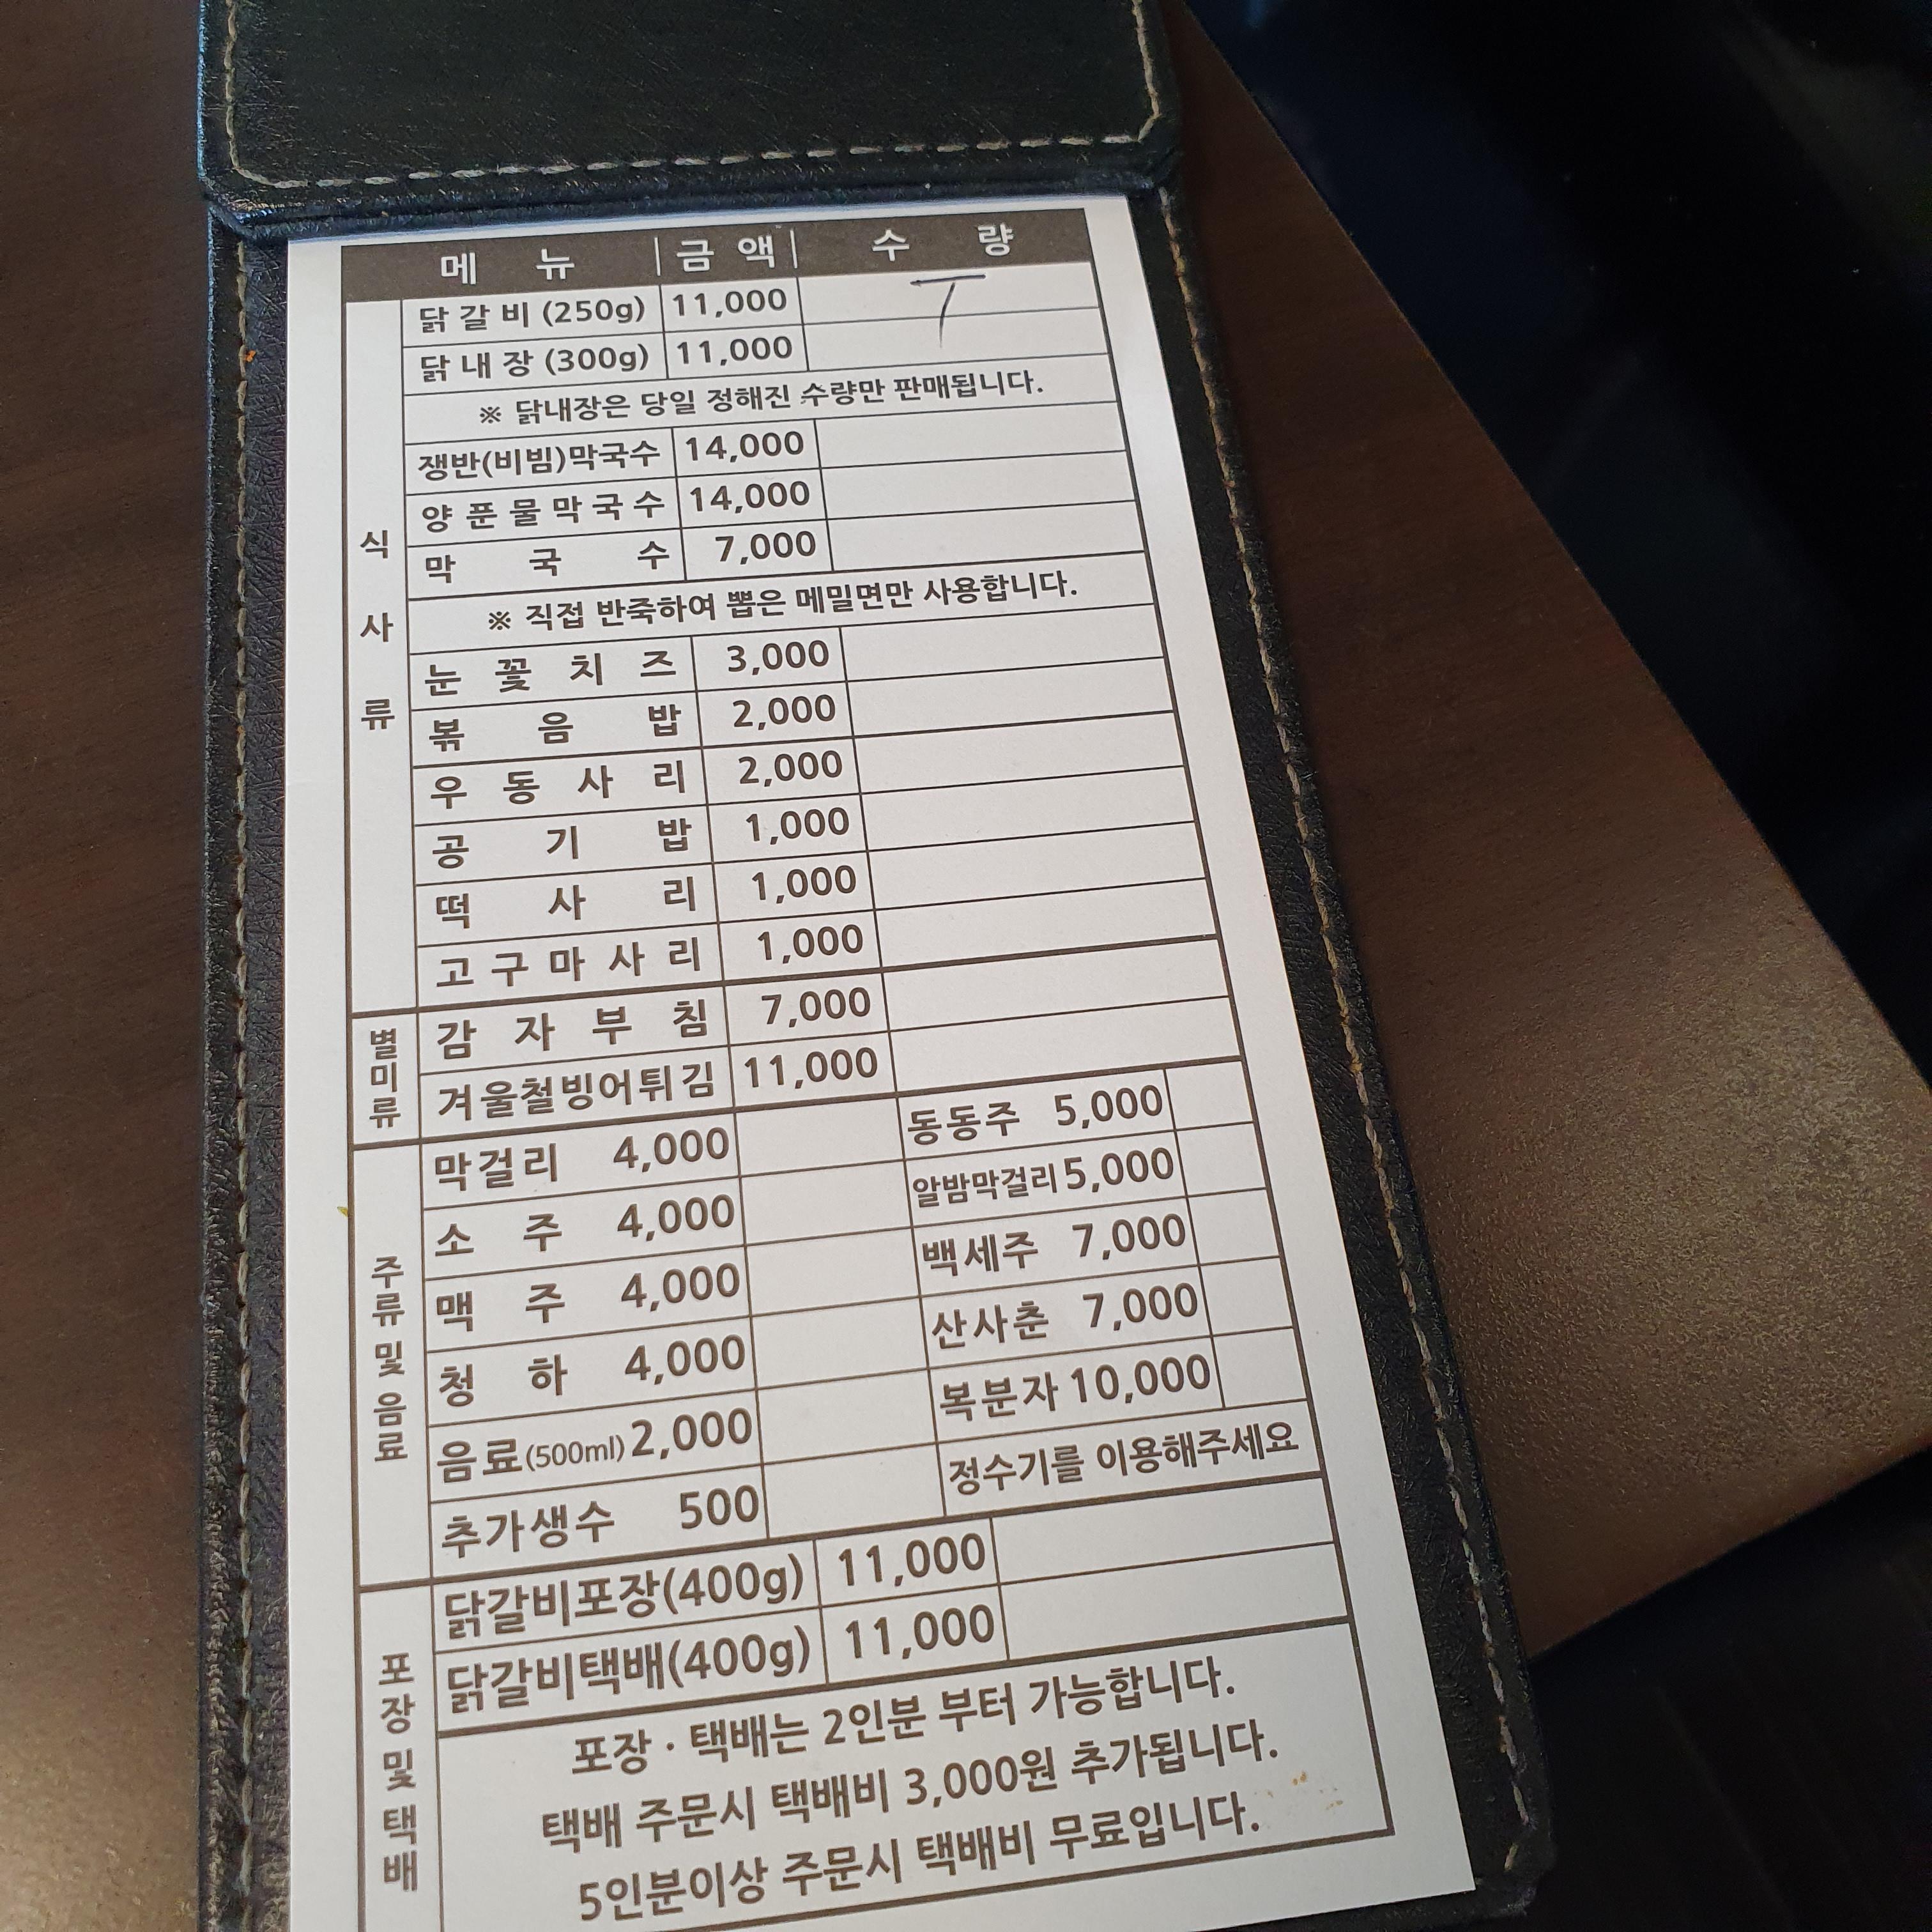 메뉴 금액 수량
닭갈비 (250g) 11,000 T
닭내장 (300g) 11,000
※ 닭내장은 당일 정해진 수량만 판매됩니다.
쟁반(비빔)막국수 14,000
양푼물막국수 14,000
막국수 7,000
※ 직접 반죽하여 뽑은 메밀면만 사용합니다.
식사류
눈꽃치즈 3,000
볶음밥 2,000
우동사리 2,000
공기밥 1,000
떡사리 1,000
고구마사리 1,000
별미류
감자부침 7,000
겨울철빙어튀김 11,000
주류 및 음료
막걸리 4,000 동동주 5,000
소주 4,000 알밤막걸리 5,000
맥주 4,000 백세주 7,000
청하 4,000 산사춘 7,000
음료(500ml) 2,000 복분자 10,000
추가생수 500 정수기를 이용해주세요
포장 및 택배
닭갈비포장(400g) 11,000
닭갈비택배(400g) 11,000
포장 · 택배는 2인분 부터 가능합니다.
택배 주문시 택배비 3,000원 추가됩니다.
5인분이상 주문시 택배비 무료입니다.